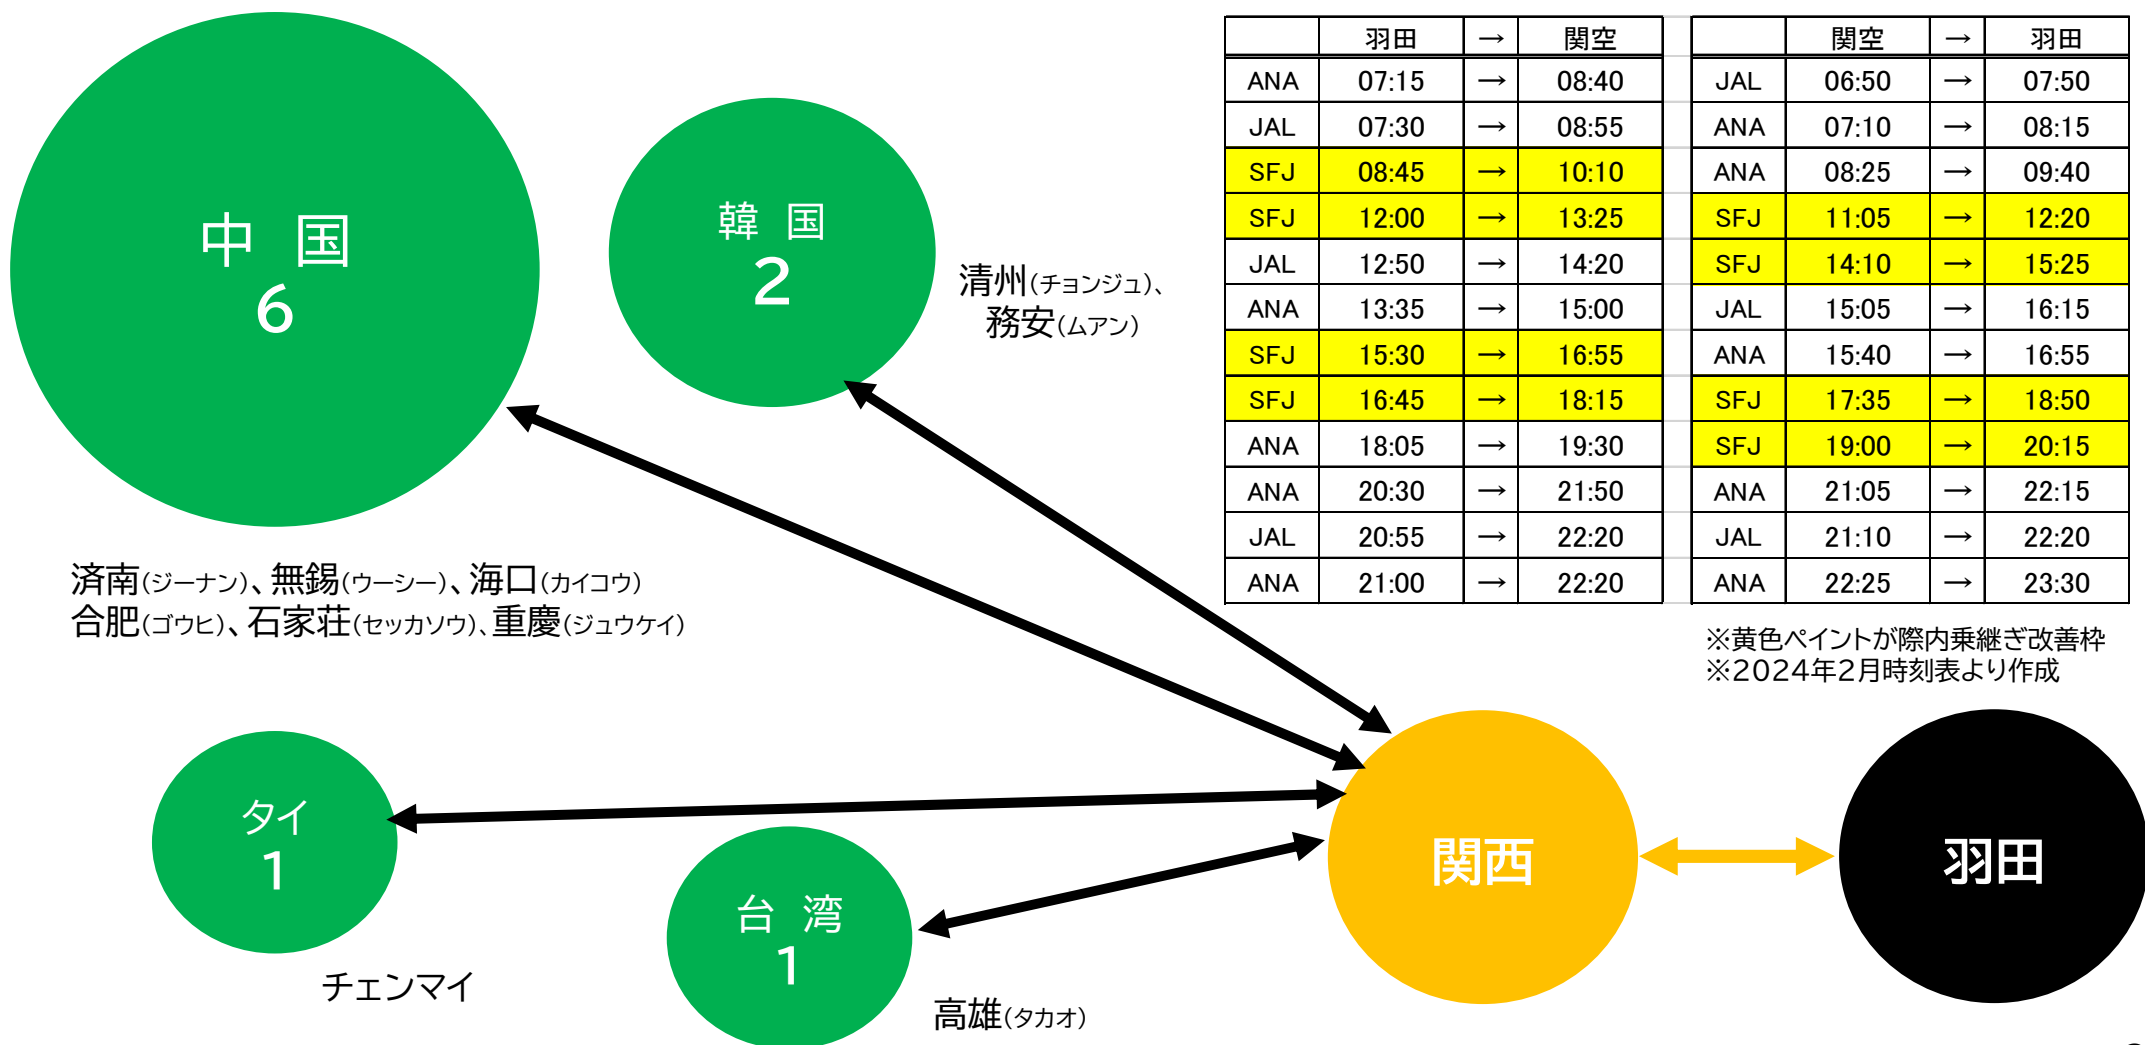 中 国
6
韓 国
2
清州(チョンジュ)、
務安(ムアン)
済南(ジーナン)、無錫(ウーシー)、海口(カイコウ)
合肥(ゴウヒ)、石家荘(セッカソウ)、重慶(ジュウケイ)
羽田 → 関空 関空 → 羽田
ANA 07:15 → 08:40 JAL 06:50 → 07:50
JAL 07:30 → 08:55 ANA 07:10 → 08:15
SFJ 08:45 → 10:10 ANA 08:25 → 09:40
SFJ 12:00 → 13:25 SFJ 11:05 → 12:20
JAL 12:50 → 14:20 SFJ 14:10 → 15:25
ANA 13:35 → 15:00 JAL 15:05 → 16:15
SFJ 15:30 → 16:55 ANA 15:40 → 16:55
SFJ 16:45 → 18:15 SFJ 17:35 → 18:50
ANA 18:05 → 19:30 SFJ 19:00 → 20:15
ANA 20:30 → 21:50 ANA 21:05 → 22:15
JAL 20:55 → 22:20 JAL 21:10 → 22:20
ANA 21:00 → 22:20 ANA 22:25 → 23:30
※黄色ペイントが際内乗継ぎ改善枠
※2024年2月時刻表より作成
タイ
1
チェンマイ
台 湾
1
高雄(タカオ)
関西
羽田